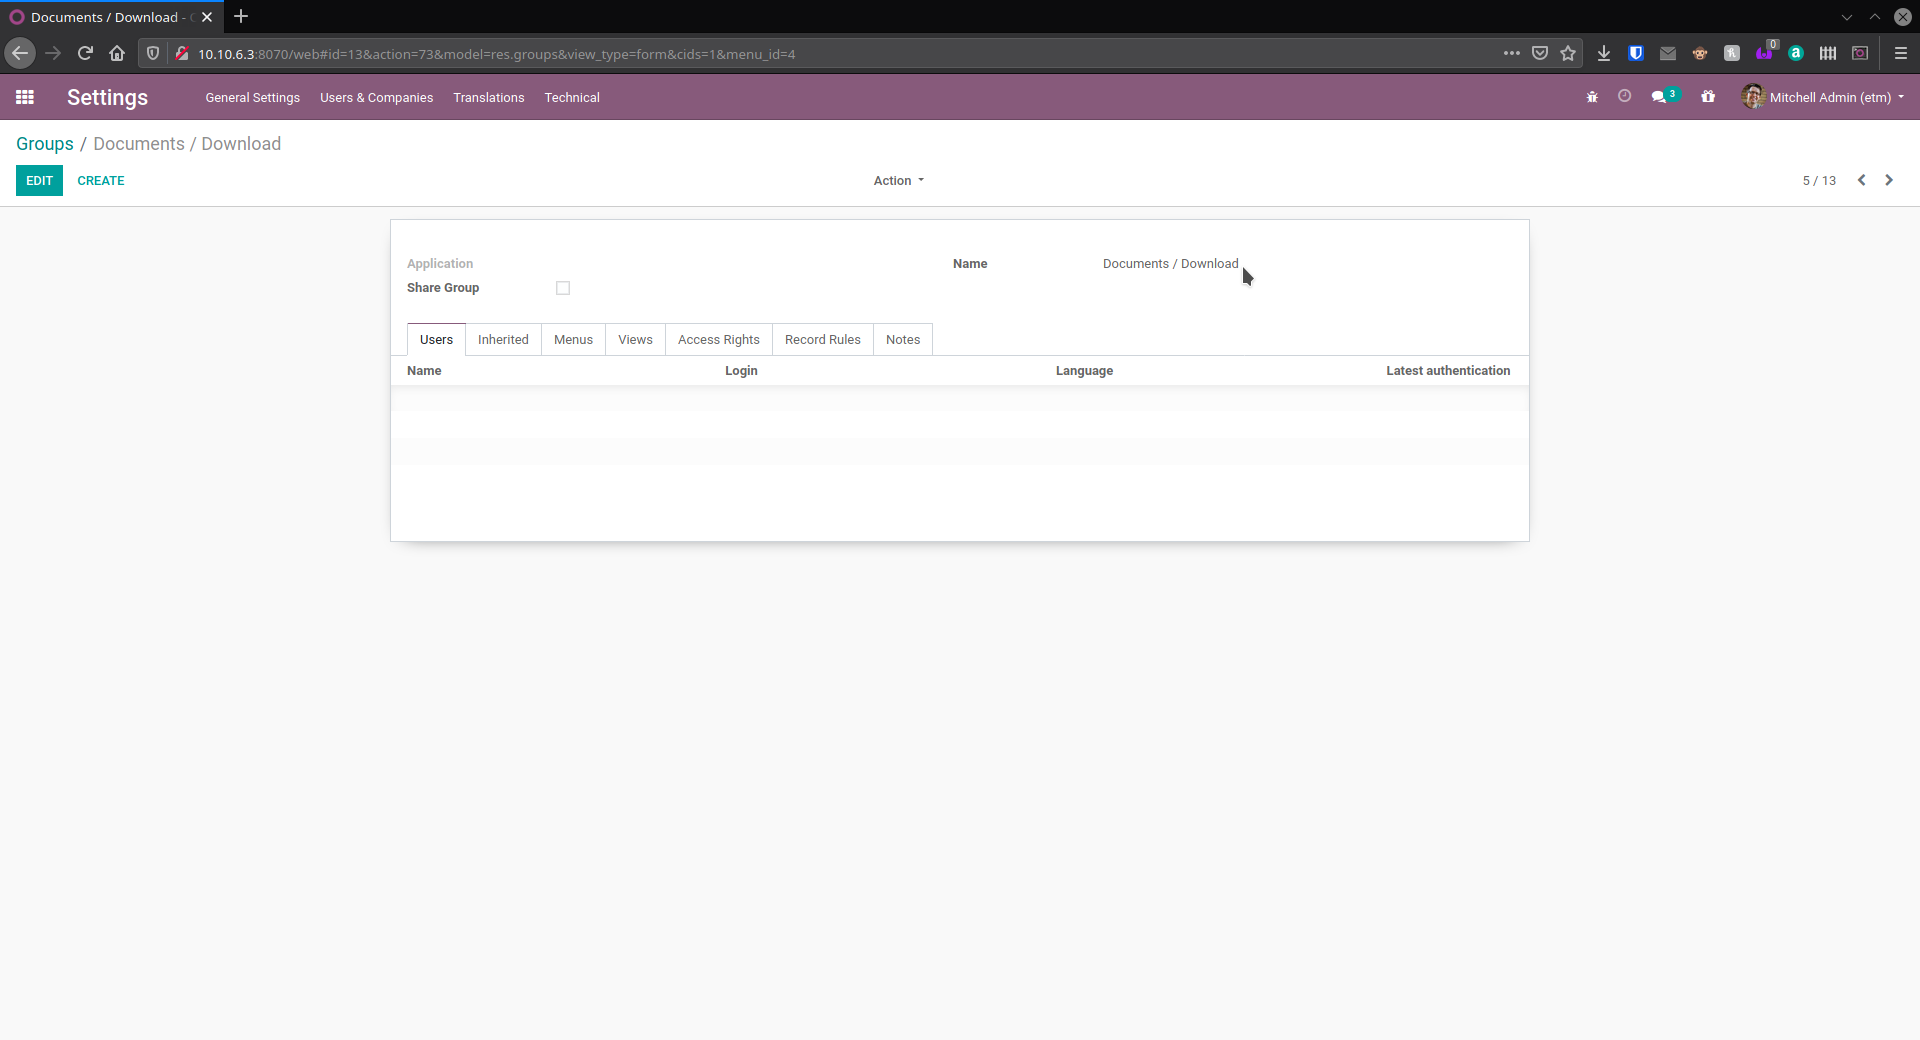 Documents / Download -
10.10.6.3:8070/web#id=13&action=73&model=res.groups&view_type=form&cids=1&menu_id=4
0
Settings General Settings Users & Companies Translations Technical 3 Mitchell Admin (etm)
Groups / Documents / Download
EDIT CREATE Action 5 / 13
Application Name Documents / Download
Share Group
Users Inherited Menus Views Access Rights Record Rules Notes
Name Login Language Latest authentication